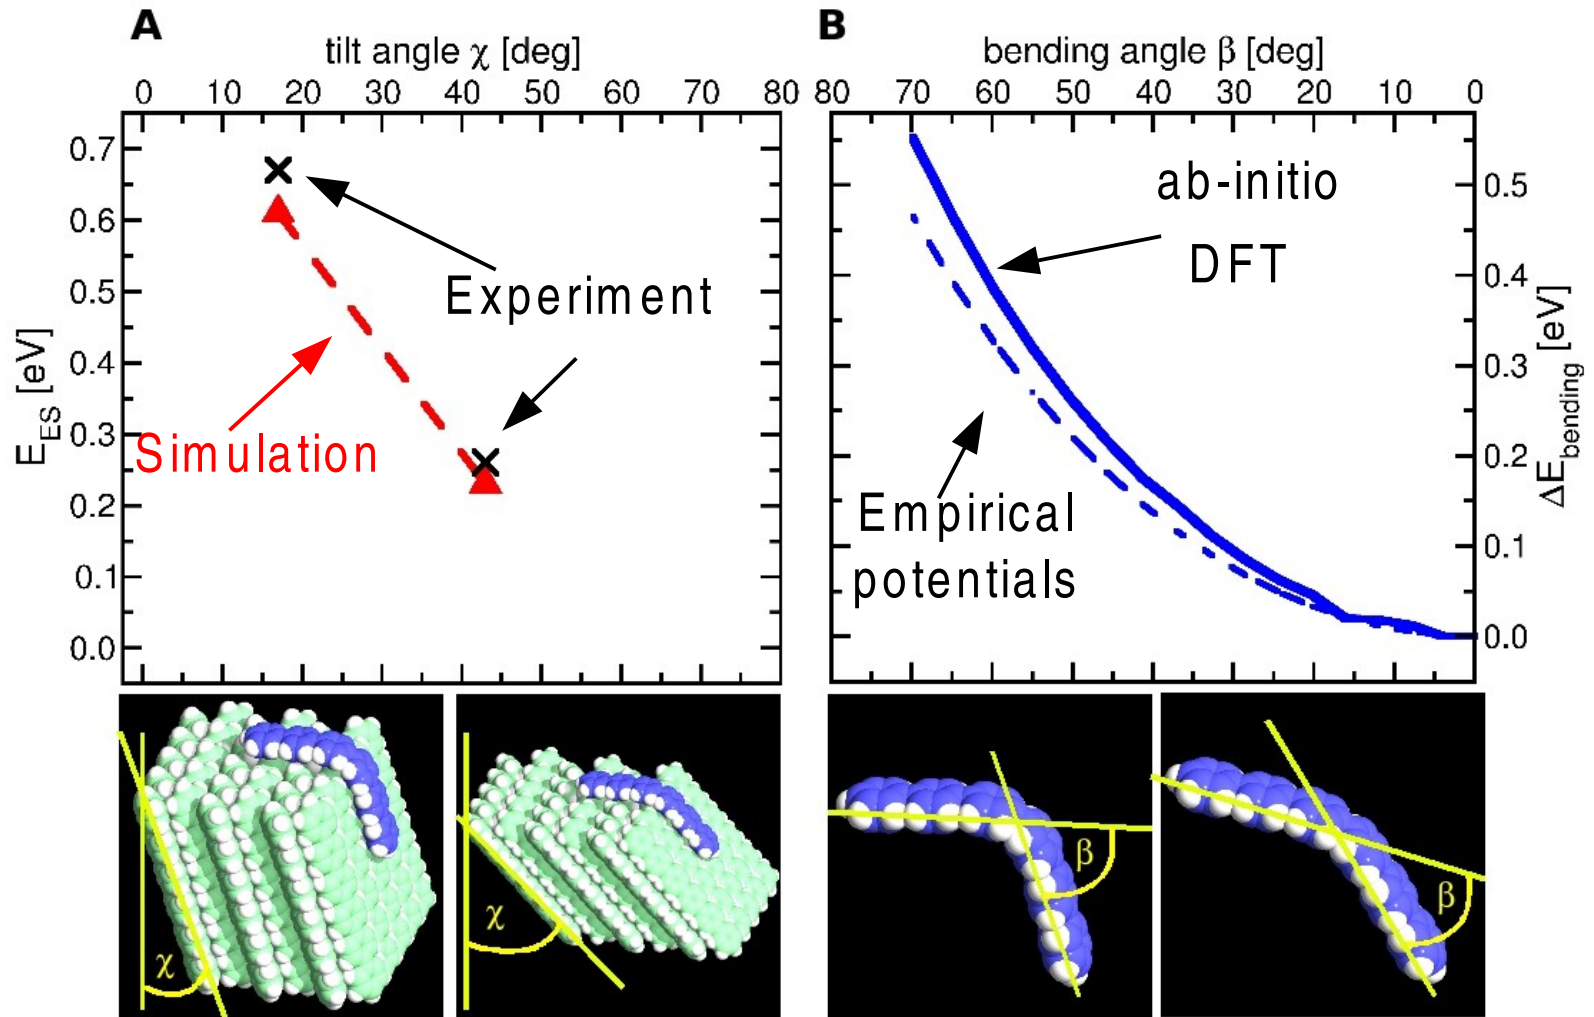 A
tilt angle χ [deg]
0 10 20 30 40 50 60 70 80
0.7
0.6
0.5
0.4
0.3
0.2
0.1
0.0
E_ES [eV]
Experiment
Simulation
χ
χ
B
bending angle β [deg]
80 70 60 50 40 30 20 10 0
ab-initio
DFT
Empirical
potentials
0.5
0.4
0.3
0.2
0.1
0.0
ΔE_bending [eV]
β
β